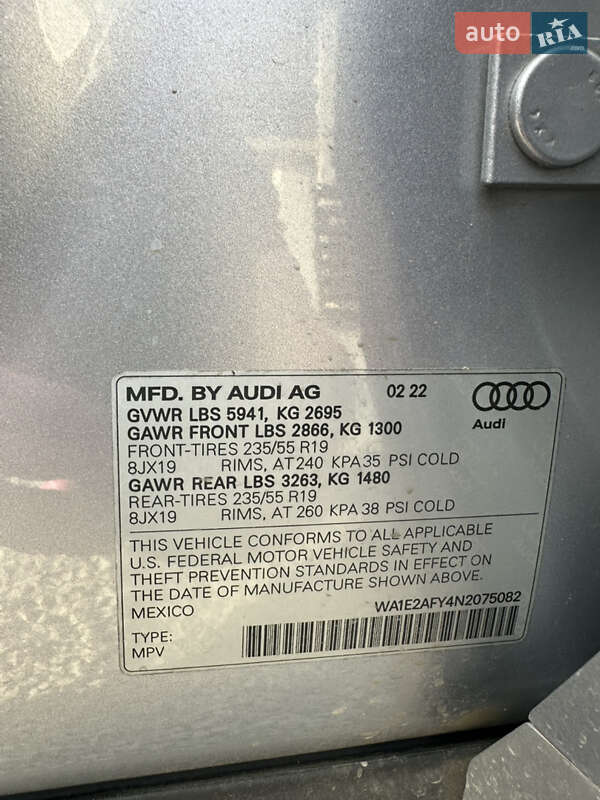 auto RIA
.com
MFD. BY AUDI AG 02 22
GVWR LBS 5941, KG 2695
GAWR FRONT LBS 2866, KG 1300
FRONT-TIRES 235/55 R19
8JX19 RIMS, AT 240 KPA 35 PSI COLD
GAWR REAR LBS 3263, KG 1480
REAR-TIRES 235/55 R19
8JX19 RIMS, AT 260 KPA 38 PSI COLD
Audi
THIS VEHICLE CONFORMS TO ALL APPLICABLE
U.S. FEDERAL MOTOR VEHICLE SAFETY AND
THEFT PREVENTION STANDARDS IN EFFECT ON
THE DATE OF MANUFACTURE SHOWN ABOVE.
MEXICO WA1E2AFY4N2075082
TYPE:
MPV